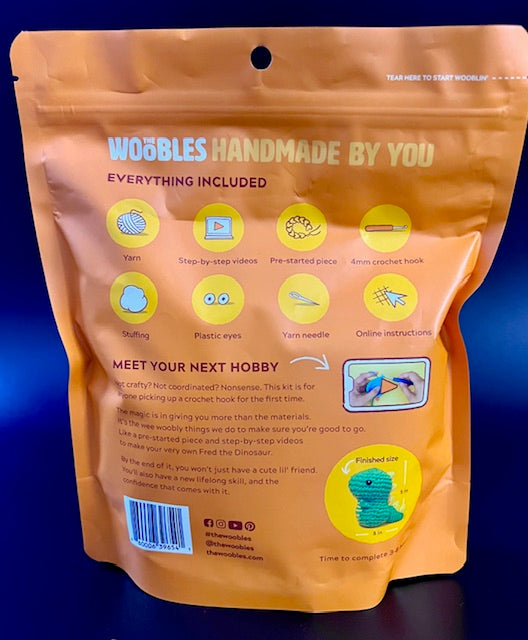 TEAR HERE TO START WOOBLIN'
THE WOOBLES HANDMADE BY YOU
EVERYTHING INCLUDED
Yarn Step-by-step videos Pre-started piece 4mm crochet hook
Stuffing Plastic eyes Yarn needle Online instructions
MEET YOUR NEXT HOBBY
Not crafty? Not coordinated? Nonsense. This kit is for
picking up a crochet hook for the first time.
The magic is in giving you more than the materials.
It's the wee woobly things we do to make sure you're good to go.
Like a pre-started piece and step-by-step videos
to make your very own Fred the Dinosaur.
By the end of it, you won't just have a cute lil' friend.
You'll also have a new lifelong skill, and the
confidence that comes with it.
Finished size
5 in
#thewoobles
@thewoobles
thewoobles.com
Time to complete